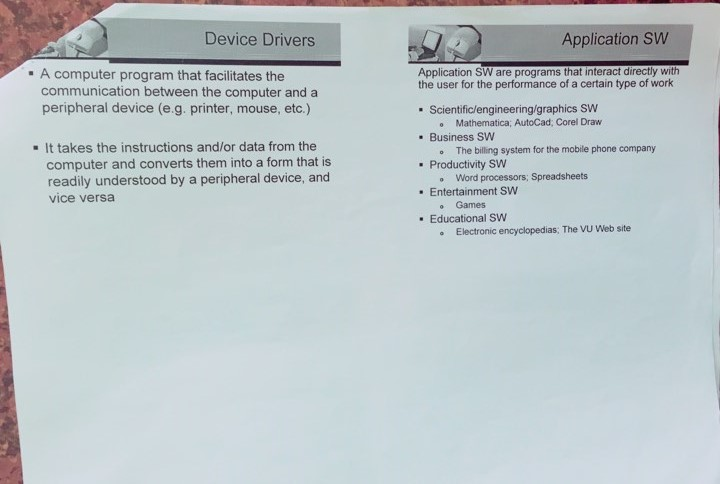 Device Drivers
▪ A computer program that facilitates the
communication between the computer and a
peripheral device (e.g. printer, mouse, etc.)
▪ It takes the instructions and/or data from the
computer and converts them into a form that is
readily understood by a peripheral device, and
vice versa
Application SW
Application SW are programs that interact directly with
the user for the performance of a certain type of work
▪ Scientific/engineering/graphics SW
o Mathematica; AutoCad; Corel Draw
▪ Business SW
o The billing system for the mobile phone company
▪ Productivity SW
o Word processors; Spreadsheets
▪ Entertainment SW
o Games
▪ Educational SW
o Electronic encyclopedias; The VU Web site